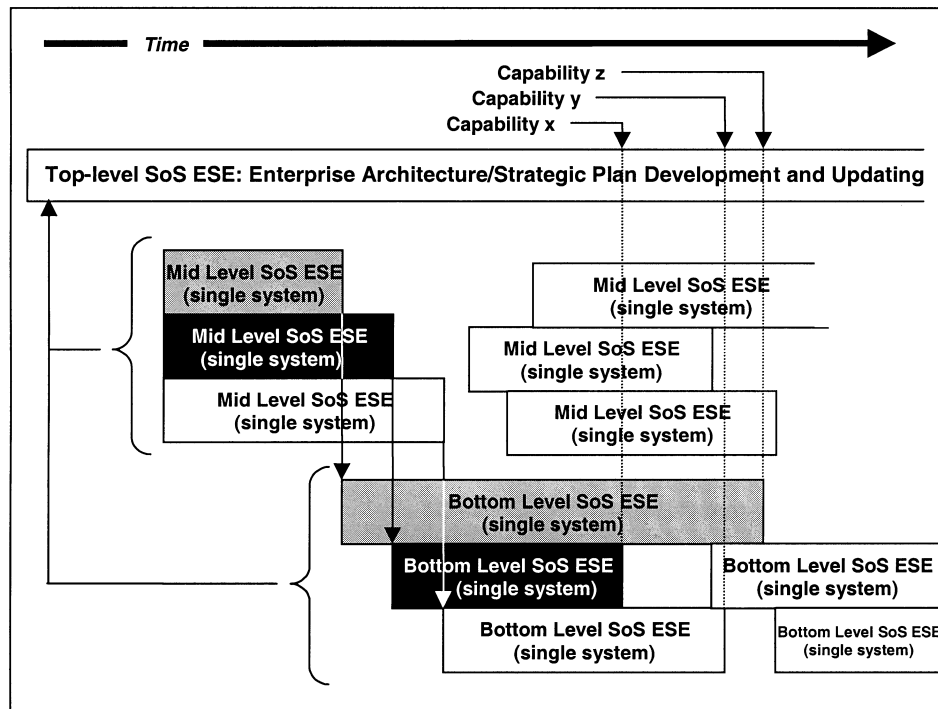 Time
Capability z
Capability y
Capability x
Top-level SoS ESE: Enterprise Architecture/Strategic Plan Development and Updating
Mid Level SoS ESE
(single system)
Mid Level SoS ESE
(single system)
Mid Level SoS ESE
(single system)
Mid Level SoS ESE
(single system)
Mid Level SoS ESE
(single system)
Mid Level SoS ESE
(single system)
Bottom Level SoS ESE
(single system)
Bottom Level SoS ESE
(single system)
Bottom Level SoS ESE
(single system)
Bottom Level SoS ESE
(single system)
Bottom Level SoS ESE
(single system)